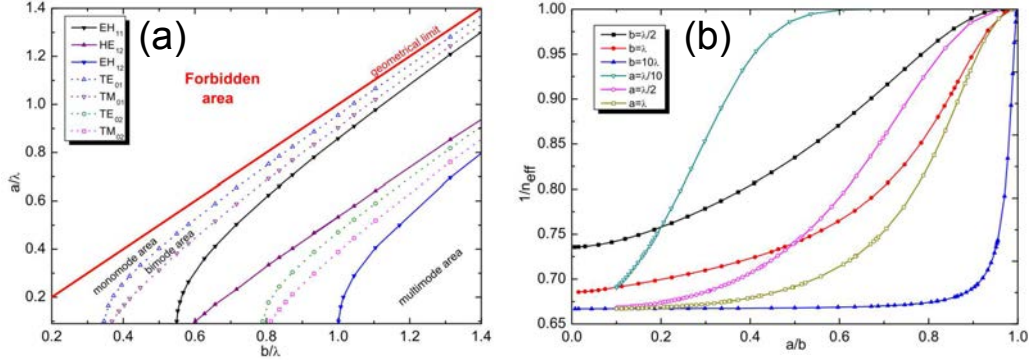 (a)
EH11
HE12
EH12
TE01
TM01
TE02
TM02
Forbidden
area
geometrical limit
monomode area
bimode area
multimode area
a/λ
1.4
1.2
1.0
0.8
0.6
0.4
0.2
0.2 0.4 0.6 0.8 1.0 1.2 1.4
b/λ
(b)
b=λ/2
b=λ
b=10λ
a=λ/10
a=λ/2
a=λ
1/neff
1.00
0.95
0.90
0.85
0.80
0.75
0.70
0.65
0.0 0.2 0.4 0.6 0.8 1.0
a/b